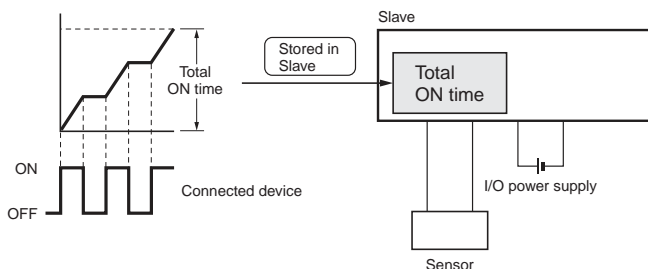 Slave
Stored in
Slave
Total
ON time
Total
ON time
ON
OFF
Connected device
I/O power supply
Sensor